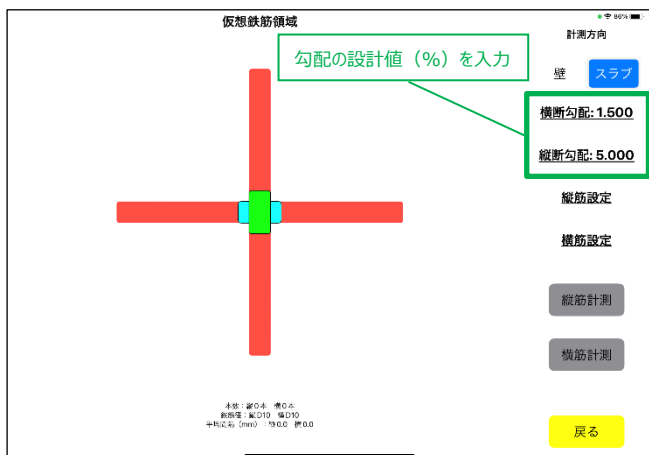 仮想鉄筋領域
86%
計測方向
勾配の設計値（%）を入力
壁 スラブ
横断勾配:1.500
縦断勾配:5.000
縦筋設定
横筋設定
縦筋計測
横筋計測
本数：縦0本 横0本
鉄筋径：縦D10 横D10
平均間隔（mm）：縦0.0 横0.0
戻る